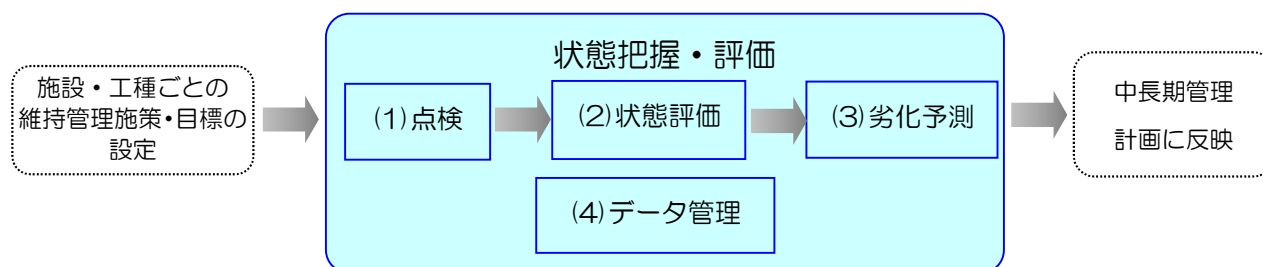 施設・工種ごとの
維持管理施策・目標の
設定
状態把握・評価
(1)点検
(2)状態評価
(3)劣化予測
(4)データ管理
中長期管理
計画に反映